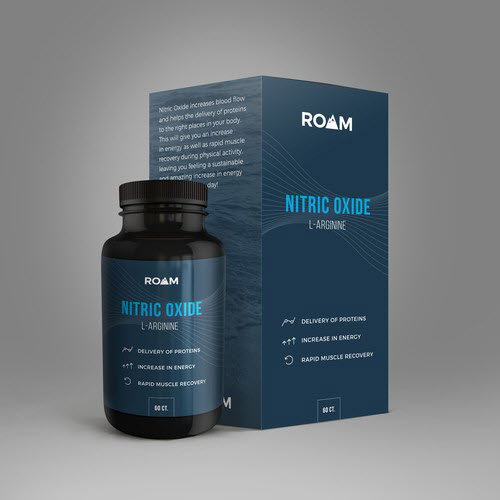 Nitric Oxide increases blood flow
and helps the delivery of proteins
to the right places in your body.
This will give you an increase
in energy as well as rapid muscle
recovery during physical activity.
leaving you feeling a sustainable
and amazing increase in energy
day!
ROAM
NITRIC OXIDE
L-ARGININE
DELIVERY OF PROTEINS
INCREASE IN ENERGY
RAPID MUSCLE RECOVERY
60 CT.
ROAM
NITRIC OXIDE
L-ARGININE
DELIVERY OF PROTEINS
INCREASE IN ENERGY
RAPID MUSCLE RECOVERY
60 CT.
M